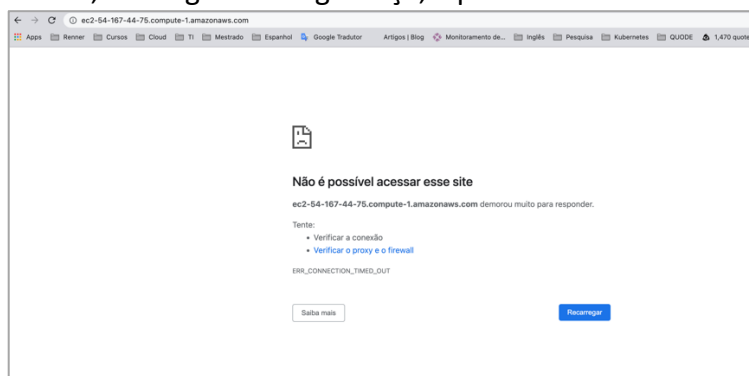 ec2-54-167-44-75.compute-1.amazonaws.com
Apps Renner Cursos Cloud TI Mestrado Espanhol Google Tradutor Artigos | Blog Monitoramento de... Inglês Pesquisa Kubernetes QUODE 1,470 quote
Não é possível acessar esse site
ec2-54-167-44-75.compute-1.amazonaws.com demorou muito para responder.
Tente:
• Verificar a conexão
• Verificar o proxy e o firewall
ERR_CONNECTION_TIMED_OUT
Saiba mais Recarregar